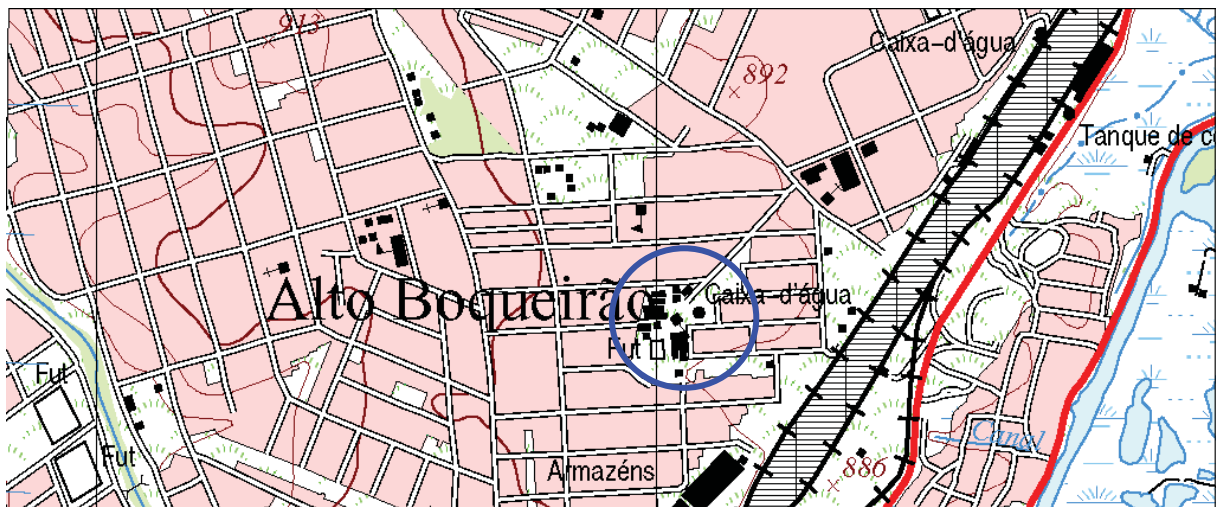 913
Caixa-d'água
892
Tanque de c
Alto Boqueirão
Caixa-d'água
Fut
Fut
Fut
Canal
Armazéns
886